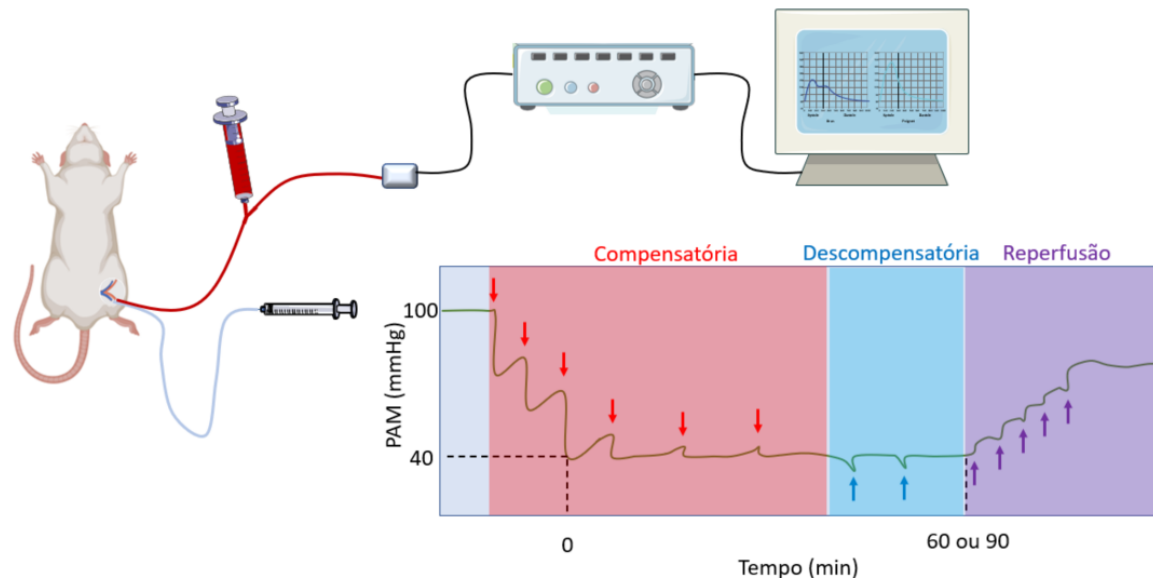 Compensatória
Descompensatória
Reperfusão
100
40
PAM (mmHg)
0
60 ou 90
Tempo (min)